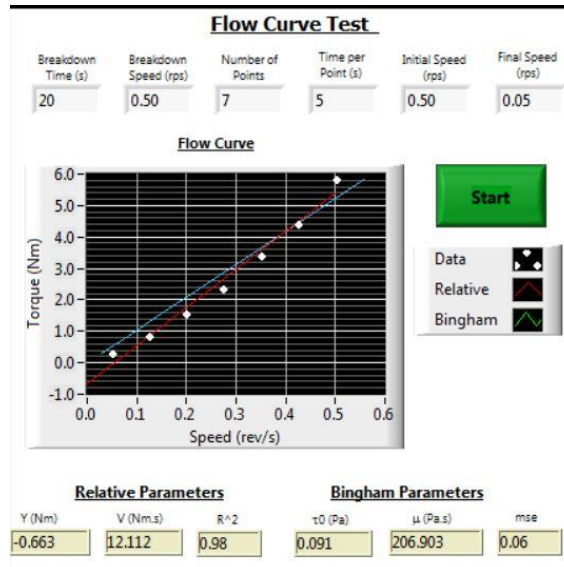 Flow Curve Test
Breakdown Time (s)
Breakdown Speed (rps)
Number of Points
Time per Point (s)
Initial Speed (rps)
Final Speed (rps)
20
0.50
7
5
0.50
0.05
Flow Curve
6.0
5.0
4.0
3.0
2.0
1.0
0.0
-1.0
Torque (Nm)
0.0 0.1 0.2 0.3 0.4 0.5 0.6
Speed (rev/s)
Start
Data
Relative
Bingham
Relative Parameters
Bingham Parameters
Y (Nm) V (Nm.s) R^2 τ0 (Pa) μ (Pa.s) mse
-0.663 12.112 0.98 0.091 206.903 0.06